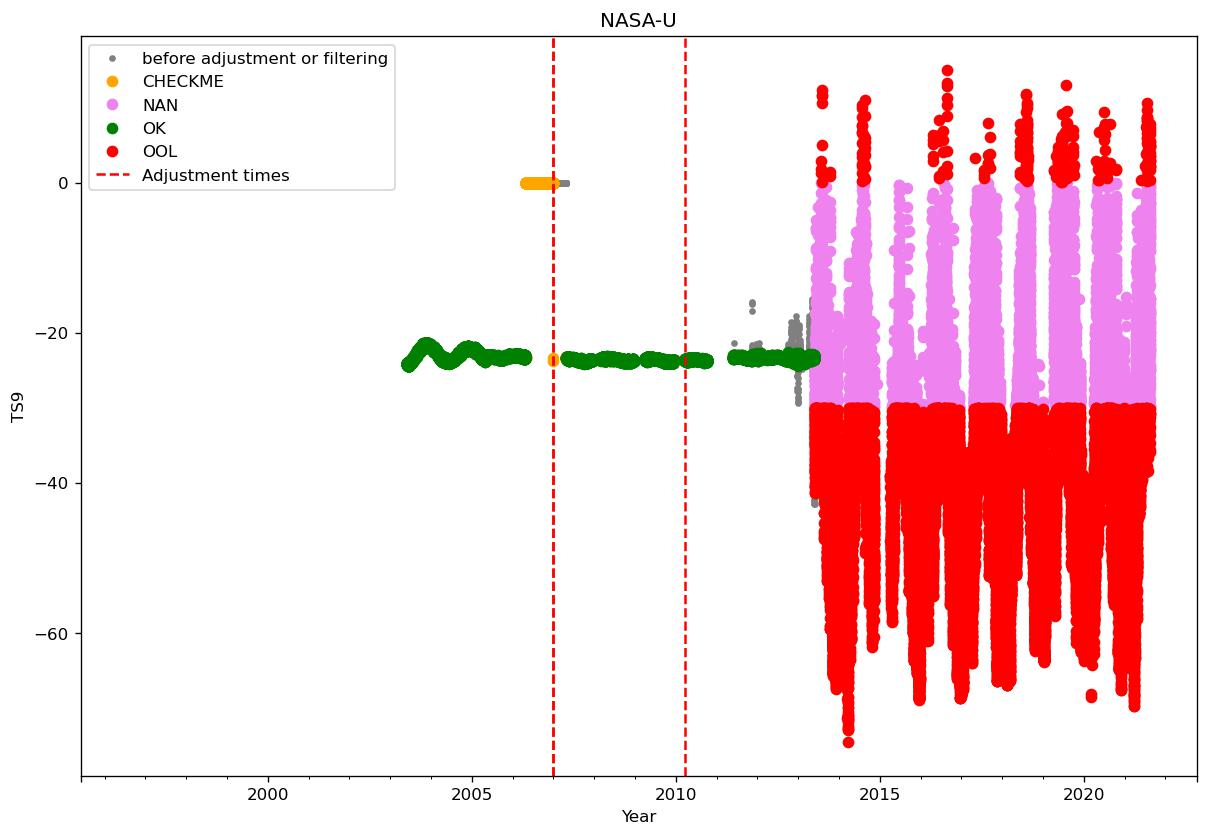 NASA-U
before adjustment or filtering
CHECKME
NAN
OK
OOL
Adjustment times
0
−20
−40
−60
TS9
2000
2005
2010
2015
2020
Year